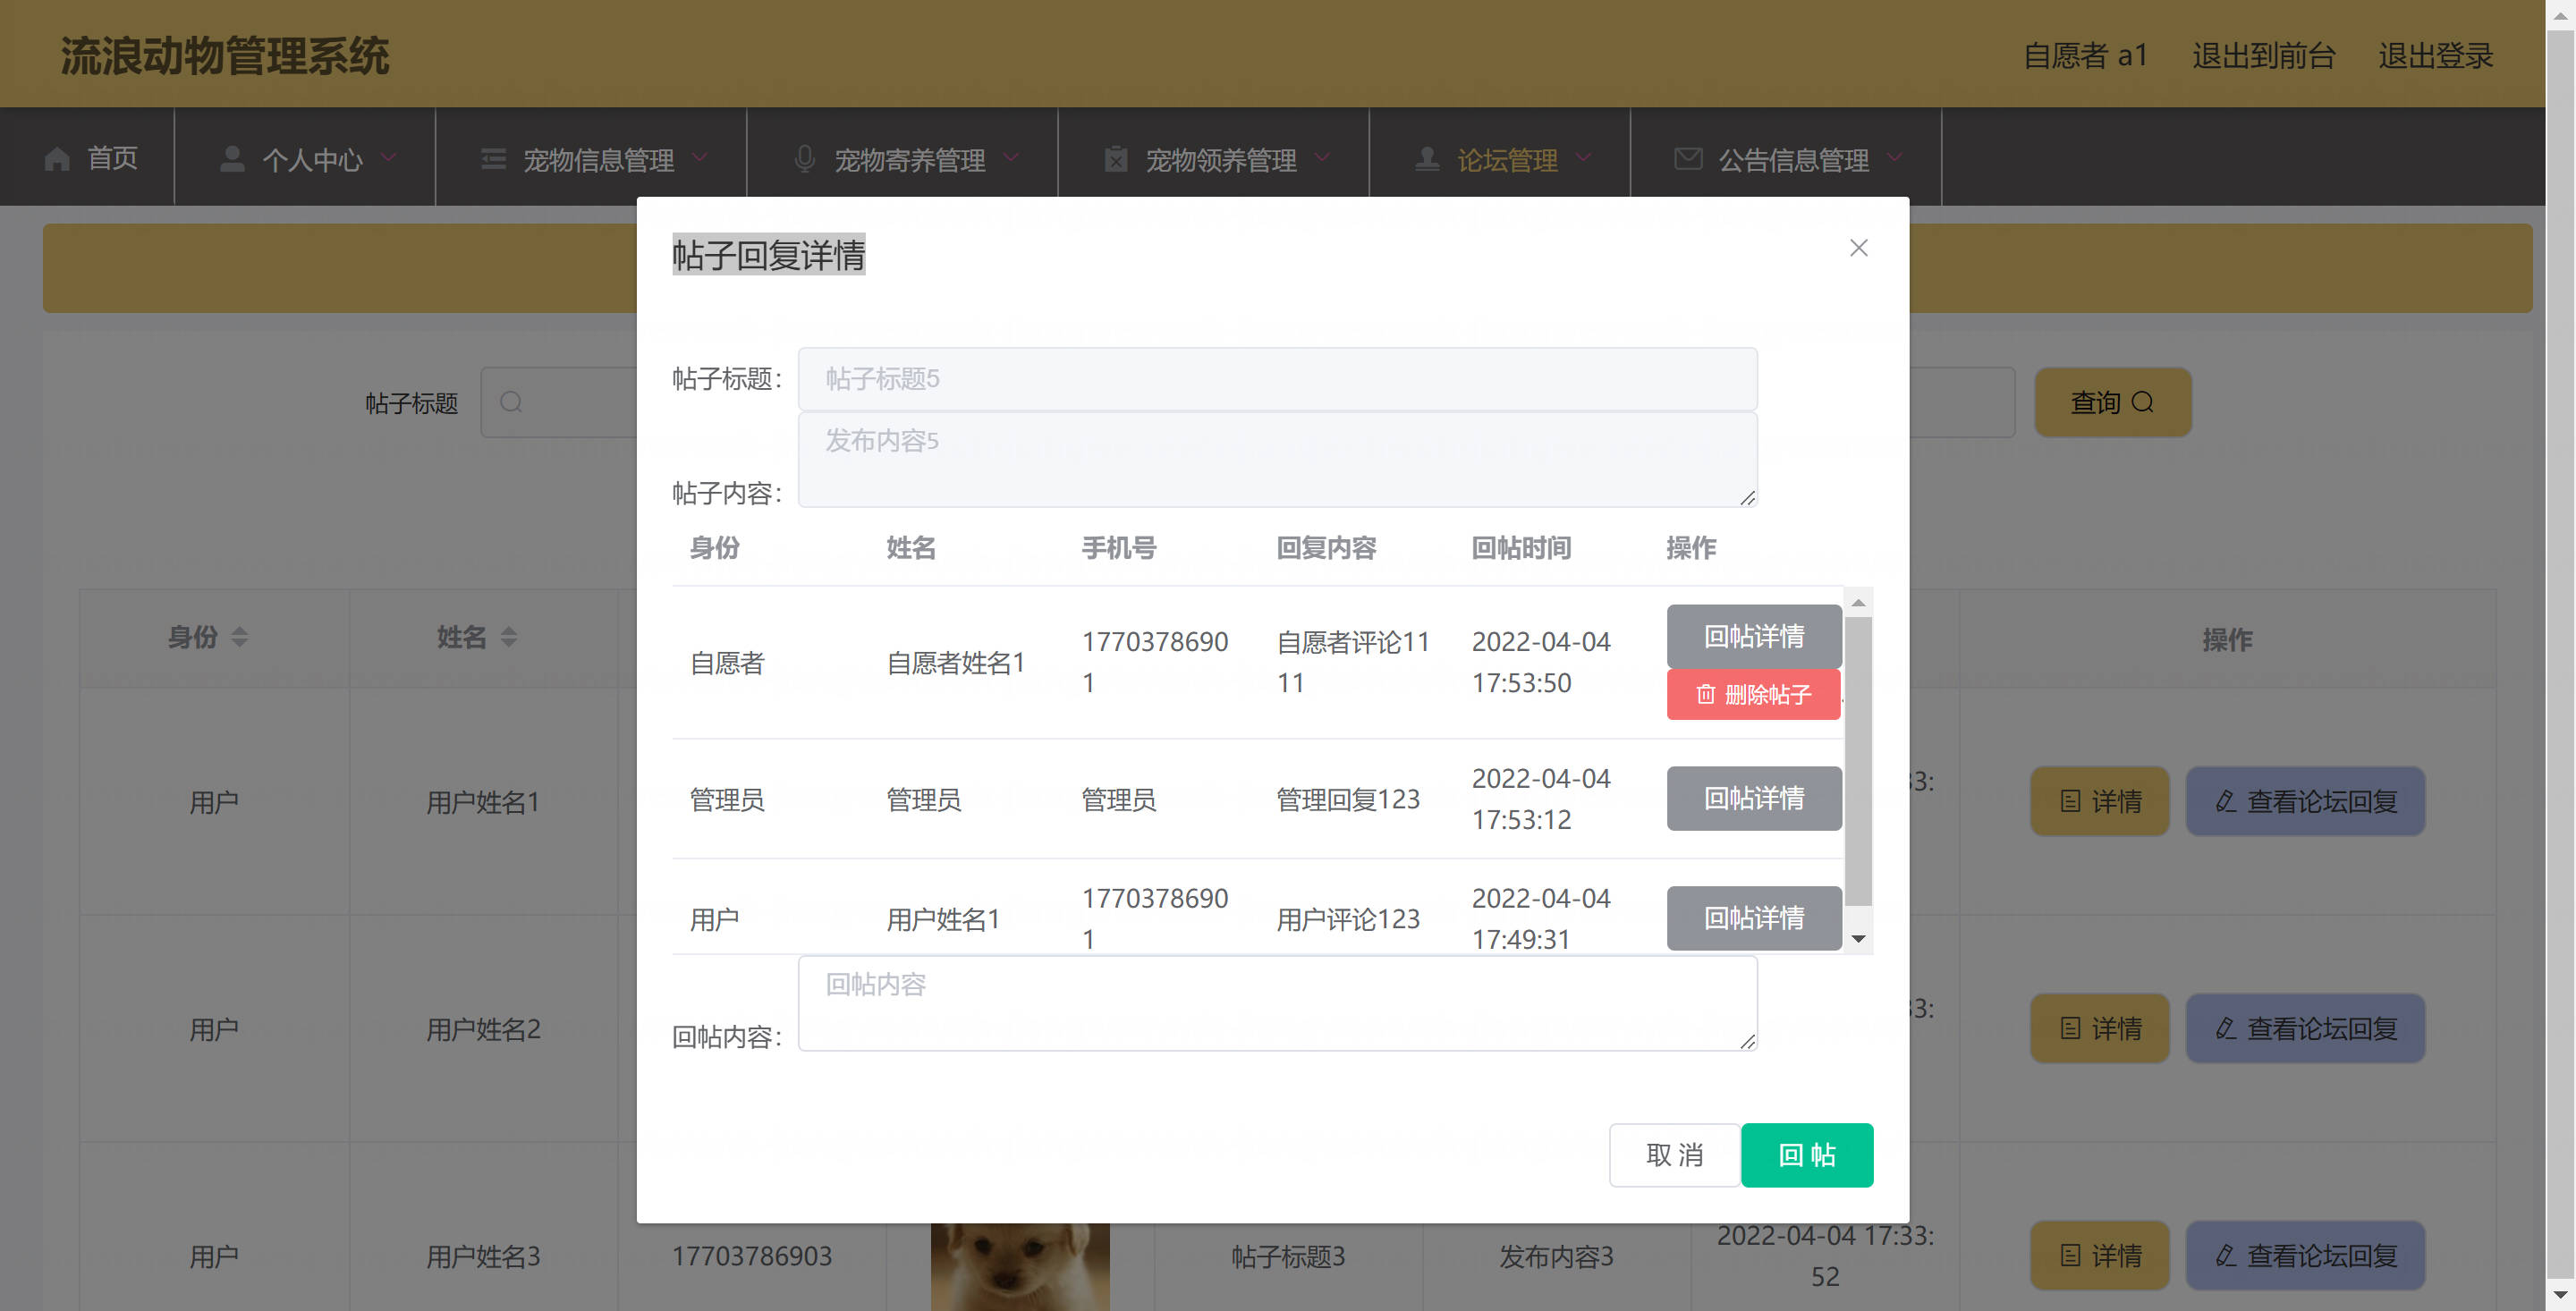 流浪动物管理系统
自愿者 a1 退出到前台 退出登录
首页 个人中心 宠物信息管理 宠物寄养管理 宠物领养管理 论坛管理 公告信息管理
帖子回复详情
帖子标题： 帖子标题5
帖子标题 查询
发布内容5
帖子内容：
身份 姓名 手机号 回复内容 回帖时间 操作
自愿者 自愿者姓名1 1770378690 自愿者评论11 2022-04-04 回帖详情
1 11 17:53:50 删除帖子
管理员 管理员 管理员 管理回复123 2022-04-04 回帖详情
17:53:12
用户 用户姓名1 1770378690 用户评论123 2022-04-04 回帖详情
1 17:49:31
回帖内容
回帖内容：
取 消 回 帖
身份 姓名 操作
用户 用户姓名1 33: 详情 查看论坛回复
用户 用户姓名2 33: 详情 查看论坛回复
用户 用户姓名3 17703786903 帖子标题3 发布内容3 2022-04-04 17:33: 详情 查看论坛回复
52